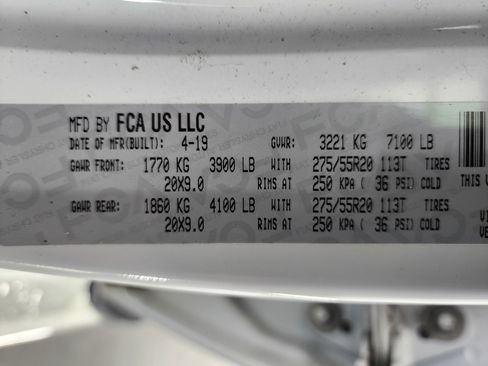 MFD BY FCA US LLC
DATE OF MFR(BUILT): 4-19 GVWR: 3221 KG 7100 LB
GAWR FRONT: 1770 KG 3900 LB WITH 275/55R20 113T TIRES
20X9.0 RIMS AT 250 KPA ( 36 PSI) COLD
GAWR REAR: 1860 KG 4100 LB WITH 275/55R20 113T TIRES
20X9.0 RIMS AT 250 KPA ( 36 PSI) COLD
THIS